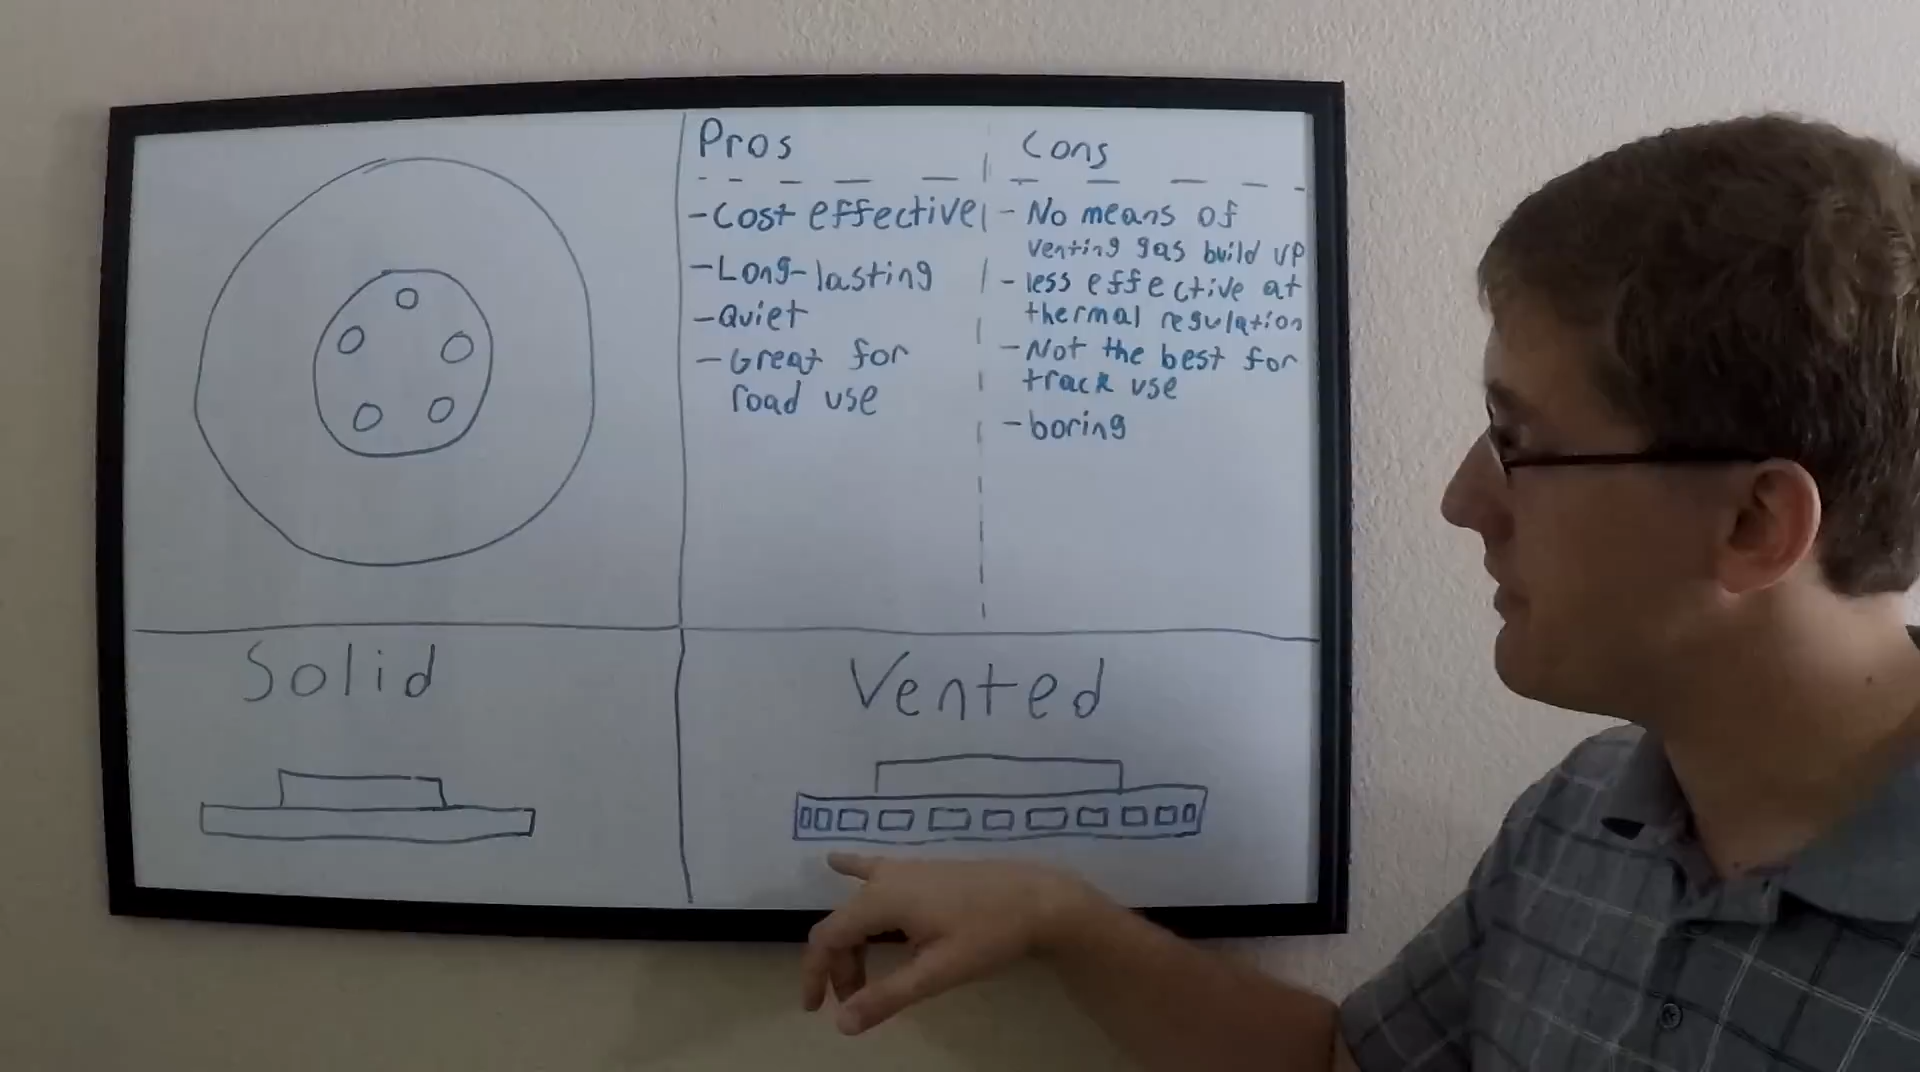 Pros
- Cost effective
- Long-lasting
- Quiet
- Great for
road use
Cons
- No means of
venting gas build up
- less effective at
thermal regulation
- Not the best for
track use
- boring
Solid
Vented